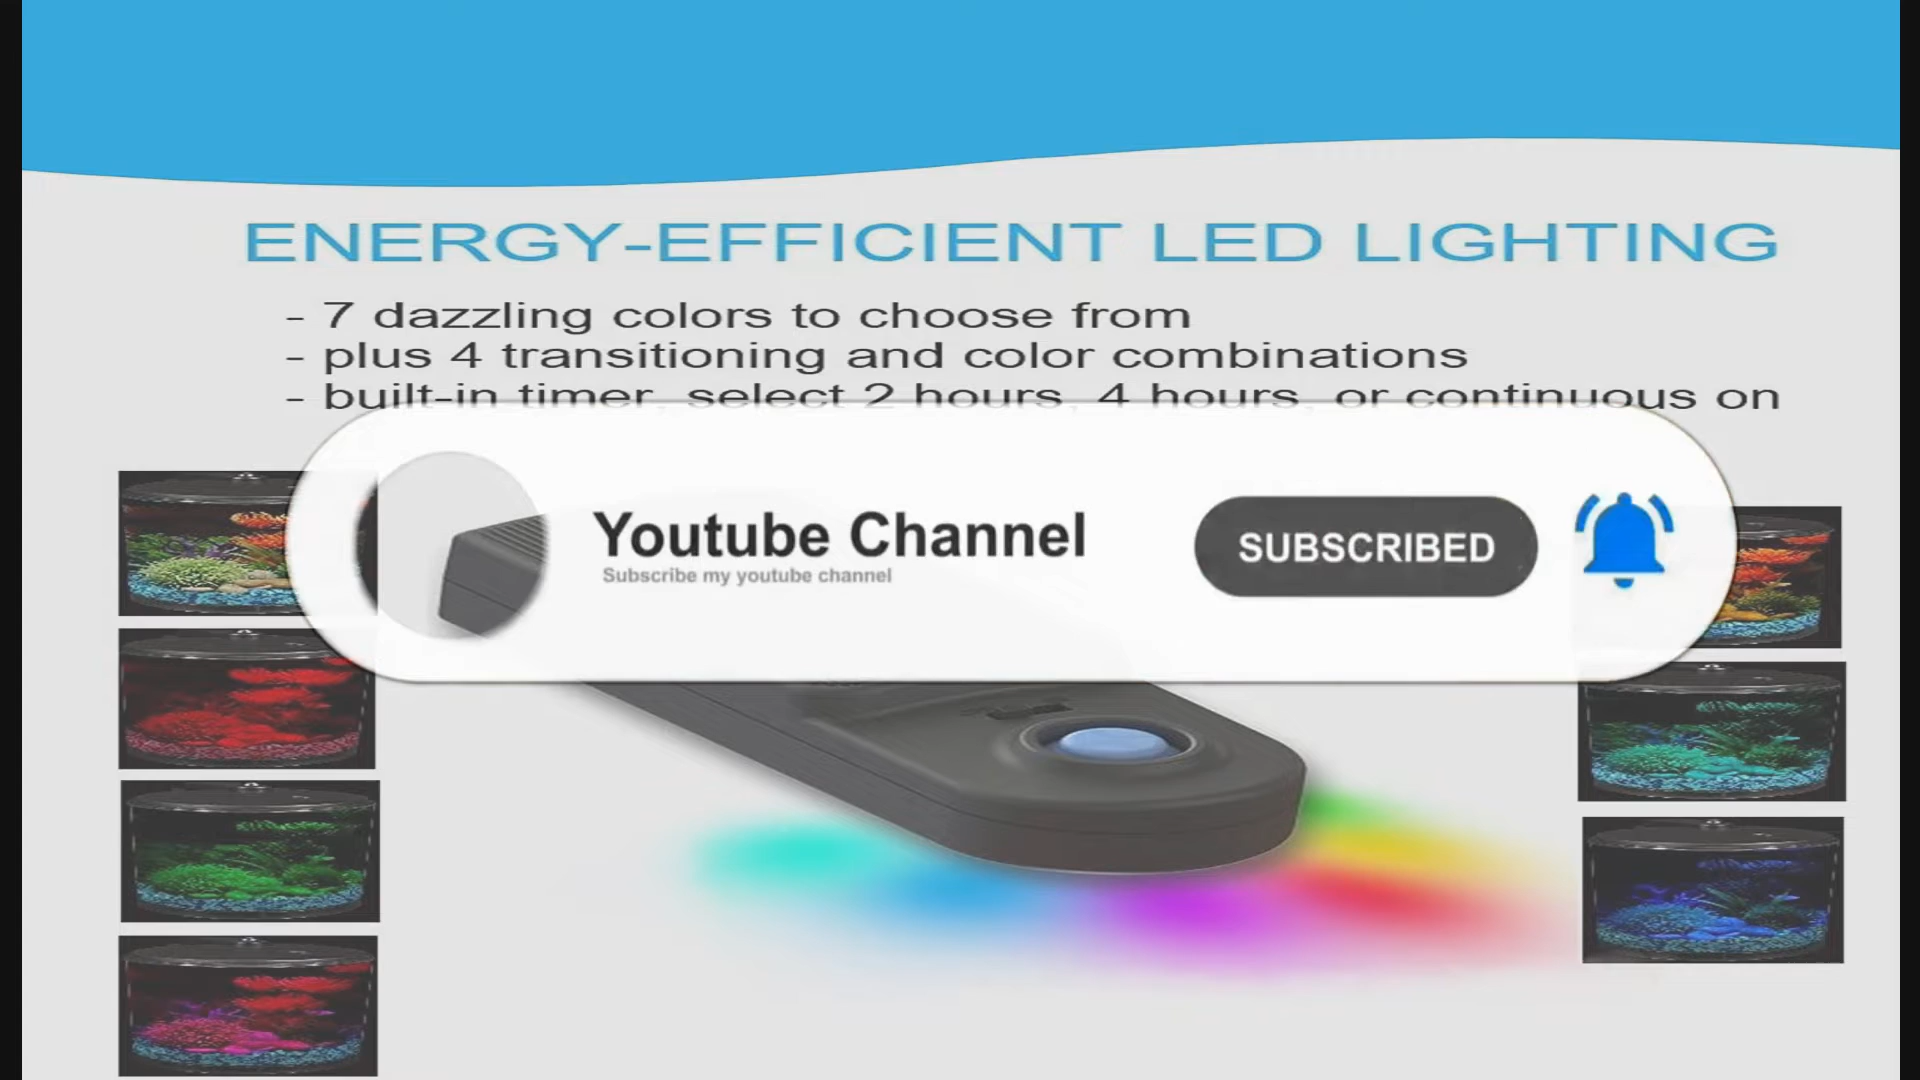 ENERGY-EFFICIENT LED LIGHTING
- 7 dazzling colors to choose from
- plus 4 transitioning and color combinations
- built-in timer, select 2 hours, 4 hours, or continuous on
Youtube Channel
Subscribe my youtube channel
SUBSCRIBED